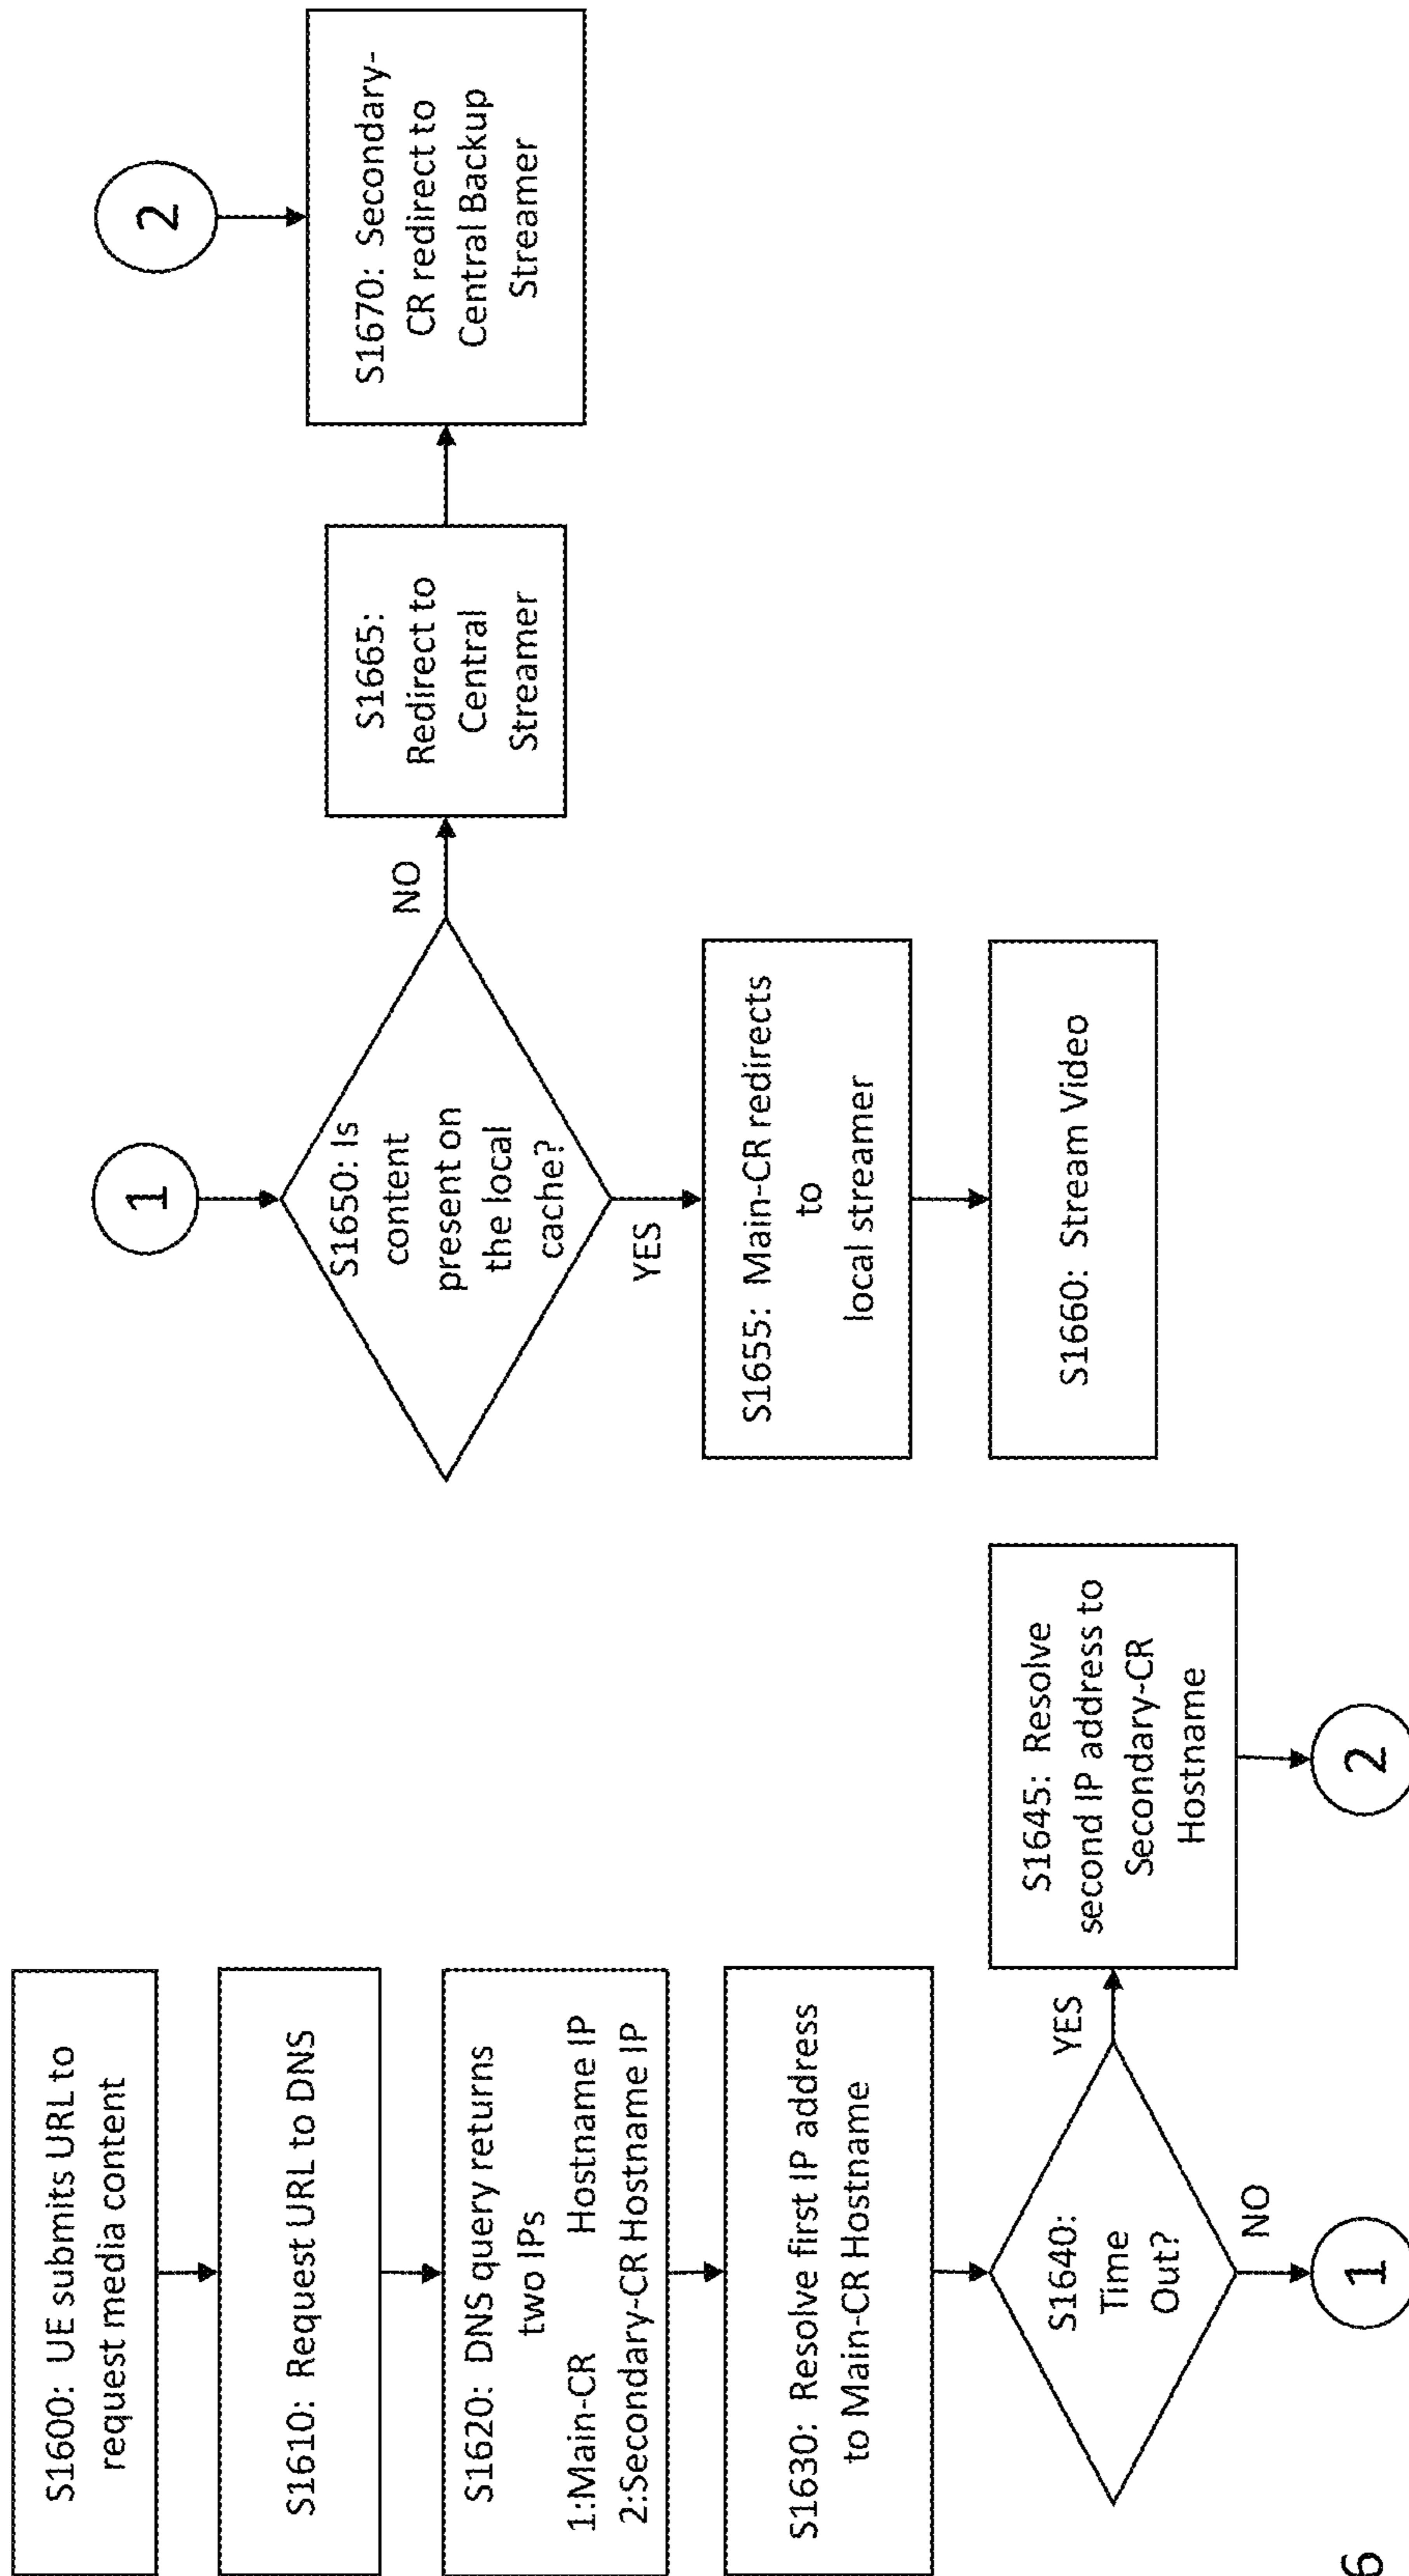 S1600: UE submits URL to
request media content
S1610: Request URL to DNS
S1620: DNS query returns
two IPs
1:Main-CR Hostname IP
2:Secondary-CR Hostname IP
S1630: Resolve first IP address
to Main-CR Hostname
S1640:
Time
Out?
YES
NO
S1645: Resolve
second IP address to
Secondary-CR
Hostname
1
2
1
S1650: Is
content
present on
the local
cache?
YES
NO
S1655: Main-CR redirects
to
local streamer
S1660: Stream Video
S1665:
Redirect to
Central
Streamer
2
S1670: Secondary-
CR redirect to
Central Backup
Streamer
6